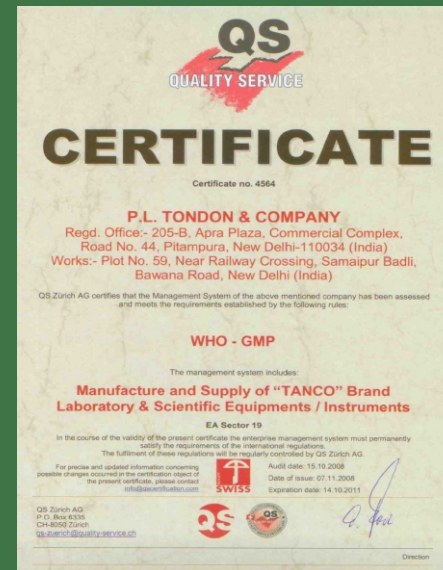 QS
QUALITY SERVICE
CERTIFICATE
Certificate no. 4564
P.L. TONDON & COMPANY
Regd. Office:- 205-B, Apra Plaza, Commercial Complex,
Road No. 44, Pitampura, New Delhi-110034 (India)
Works:- Plot No. 59, Near Railway Crossing, Samaipur Badli,
Bawana Road, New Delhi (India)
QS Zürich AG certifies that the Management System of the above mentioned company has been assessed
and meets the requirements established by the following rules:
WHO - GMP
The management system includes:
Manufacture and Supply of “TANCO” Brand
Laboratory & Scientific Equipments / Instruments
EA Sector 19
In the course of the validity of the present certificate the enterprise management system must permanently
satisfy the requirements of the international regulations.
The fulfilment of these regulations will be regularly controlled by QS Zürich AG.
For precise and updated information concerning
possible changes occurred in the certification object of
the present certificate, please contact
info@qscertification.com
SWISS
Audit date: 15.10.2008
Date of issue: 07.11.2008
Expiration date: 14.10.2011
QS Zürich AG
P.O. Box 6335
CH-8050 Zürich
qs-zuerich@quality-service.ch
QS
QS
Direction